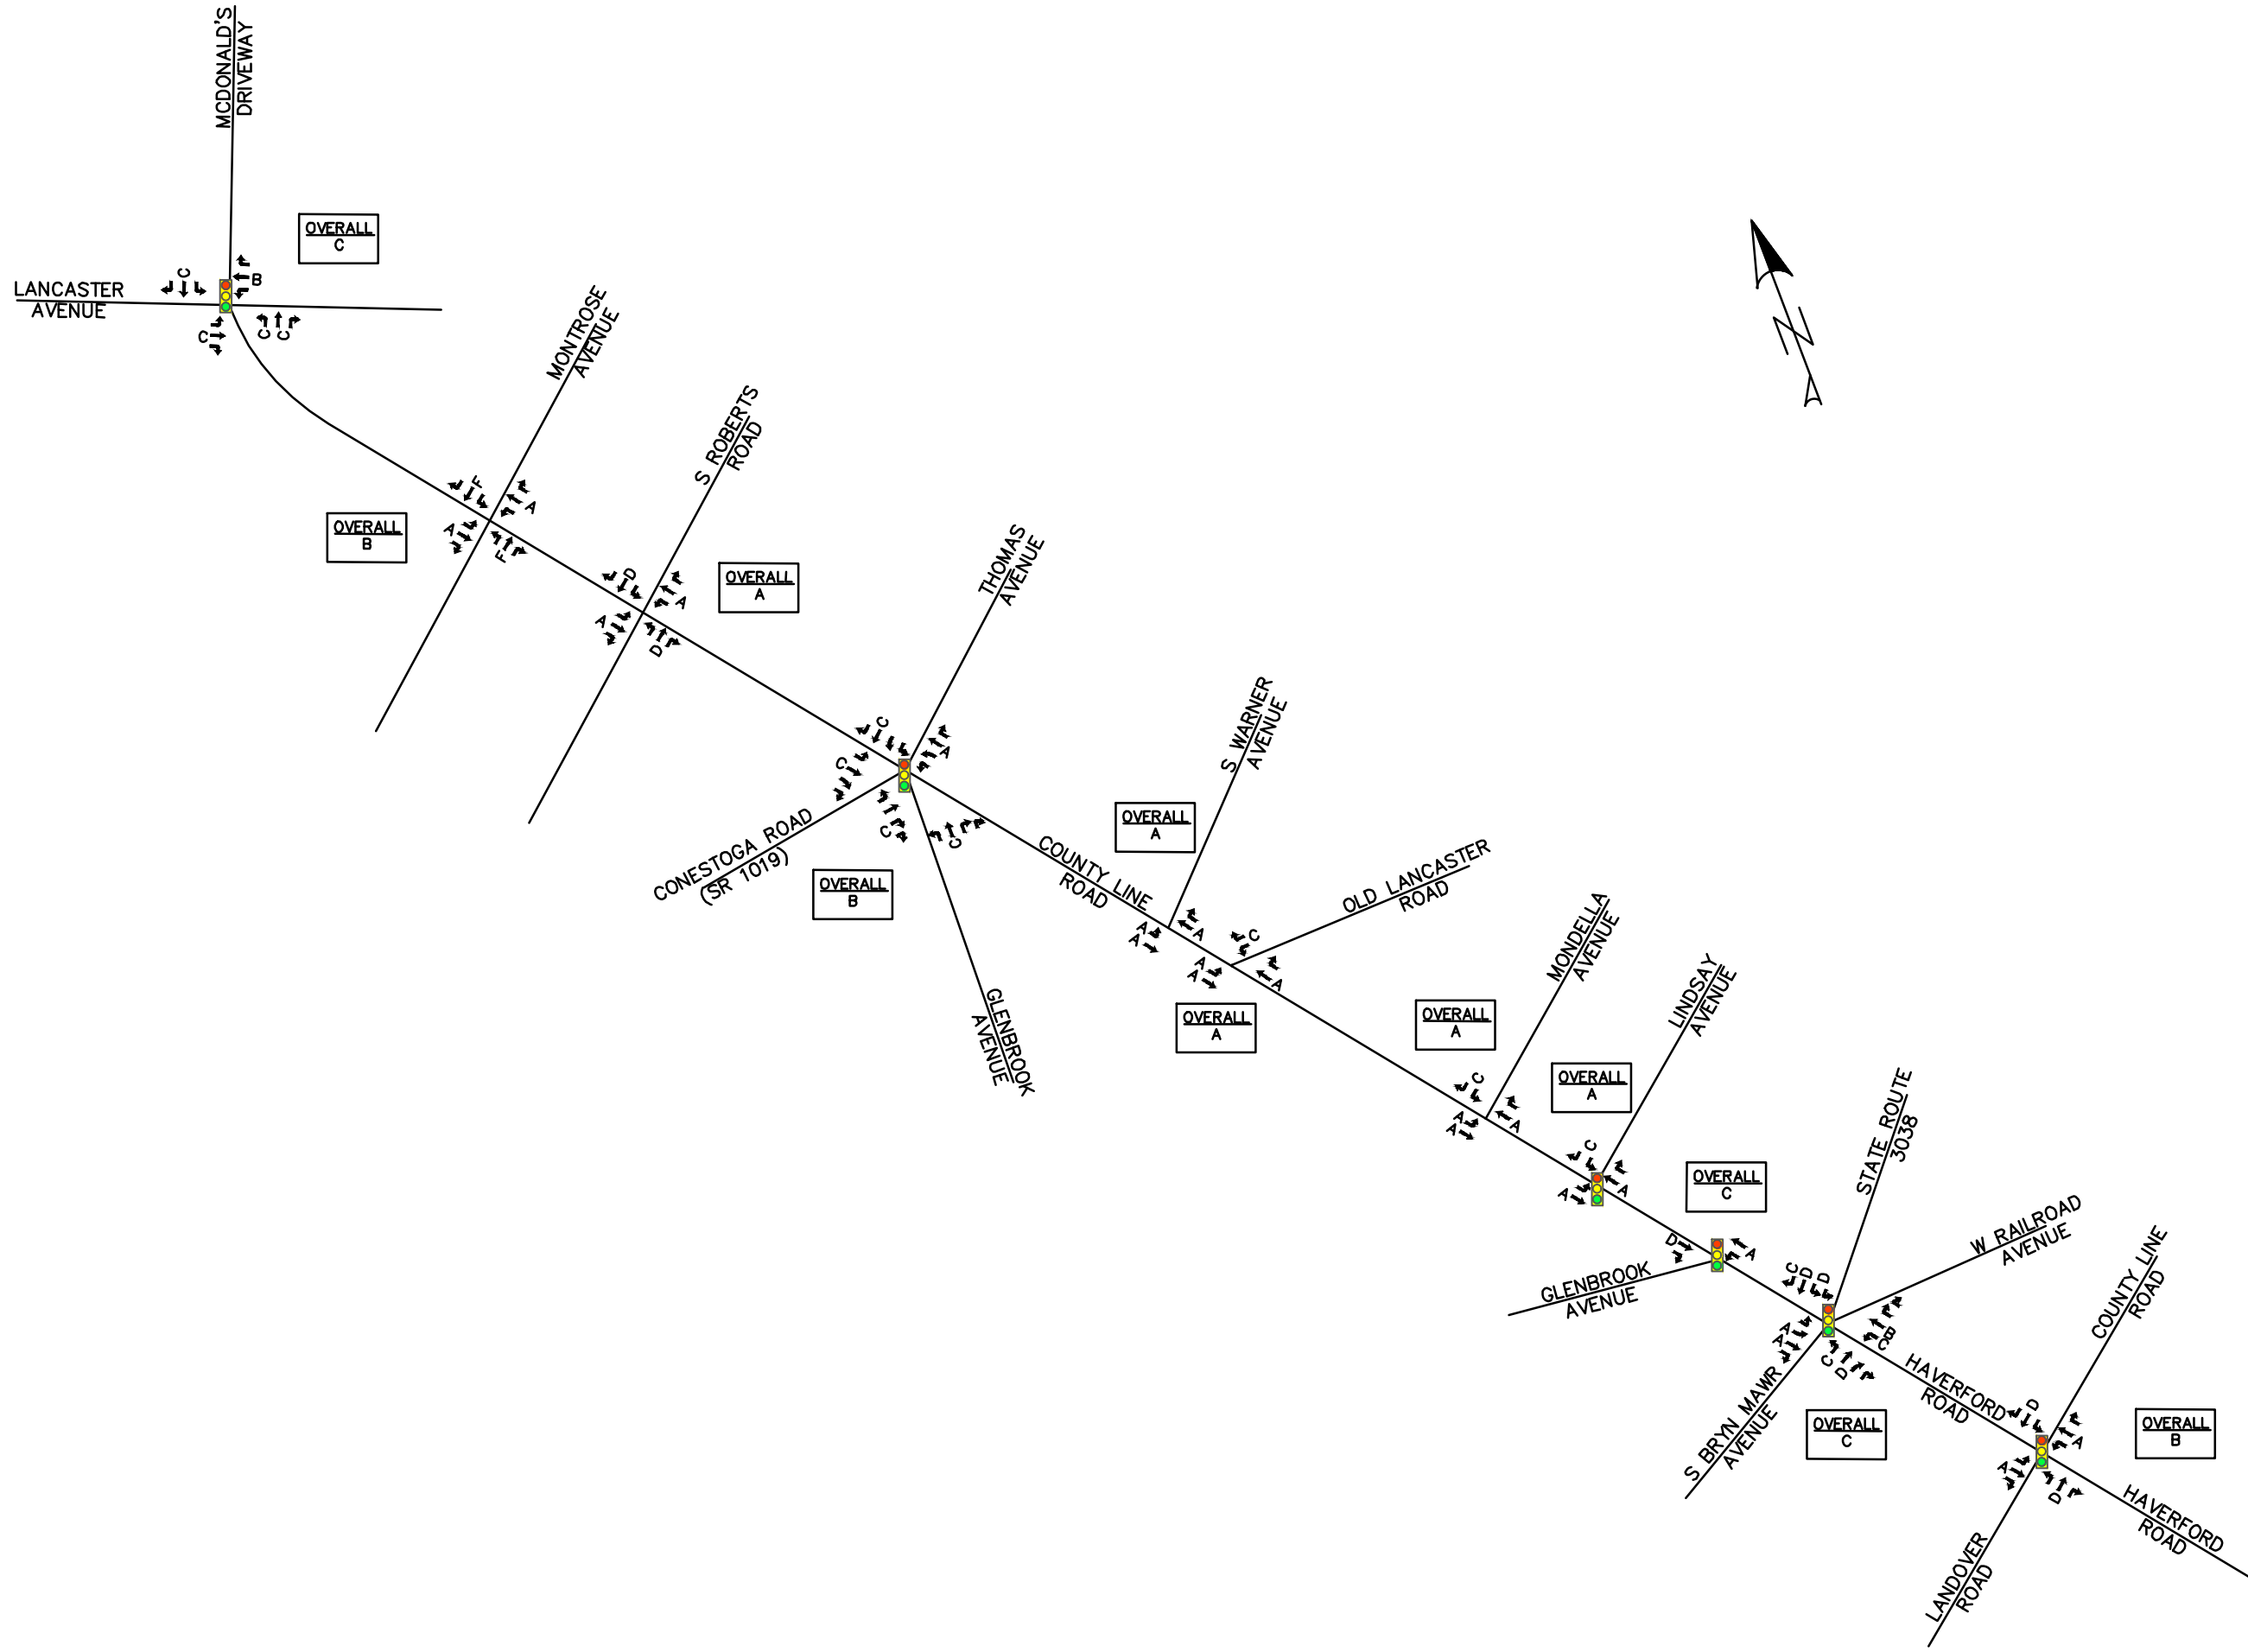 MCDONALD'S
DRIVEWAY
OVERALL
C
LANCASTER
AVENUE
C
B
C
C
C
MONTROSE
AVENUE
F
A
A
F
OVERALL
B
S ROBERTS
ROAD
D
A
A
D
OVERALL
A
THOMAS
AVENUE
C
A
C
C
C
CONESTOGA ROAD
(SR 1019)
OVERALL
B
GLENBROOK
AVENUE
COUNTY LINE
ROAD
S WARNER
AVENUE
OVERALL
A
A
A
A
OLD LANCASTER
ROAD
C
A
A
A
OVERALL
A
MONDELLA
AVENUE
OVERALL
A
C
A
A
A
LINDSAY
AVENUE
OVERALL
A
C
A
A
OVERALL
C
D
A
GLENBROOK
AVENUE
STATE ROUTE
3038
W RAILROAD
AVENUE
C
D
D
A
A
B
C
C
D
S BRYN MAWR
AVENUE
OVERALL
C
HAVERFORD
ROAD
COUNTY LINE
ROAD
D
A
A
D
OVERALL
B
LANDOVER
ROAD
HAVERFORD
ROAD
N